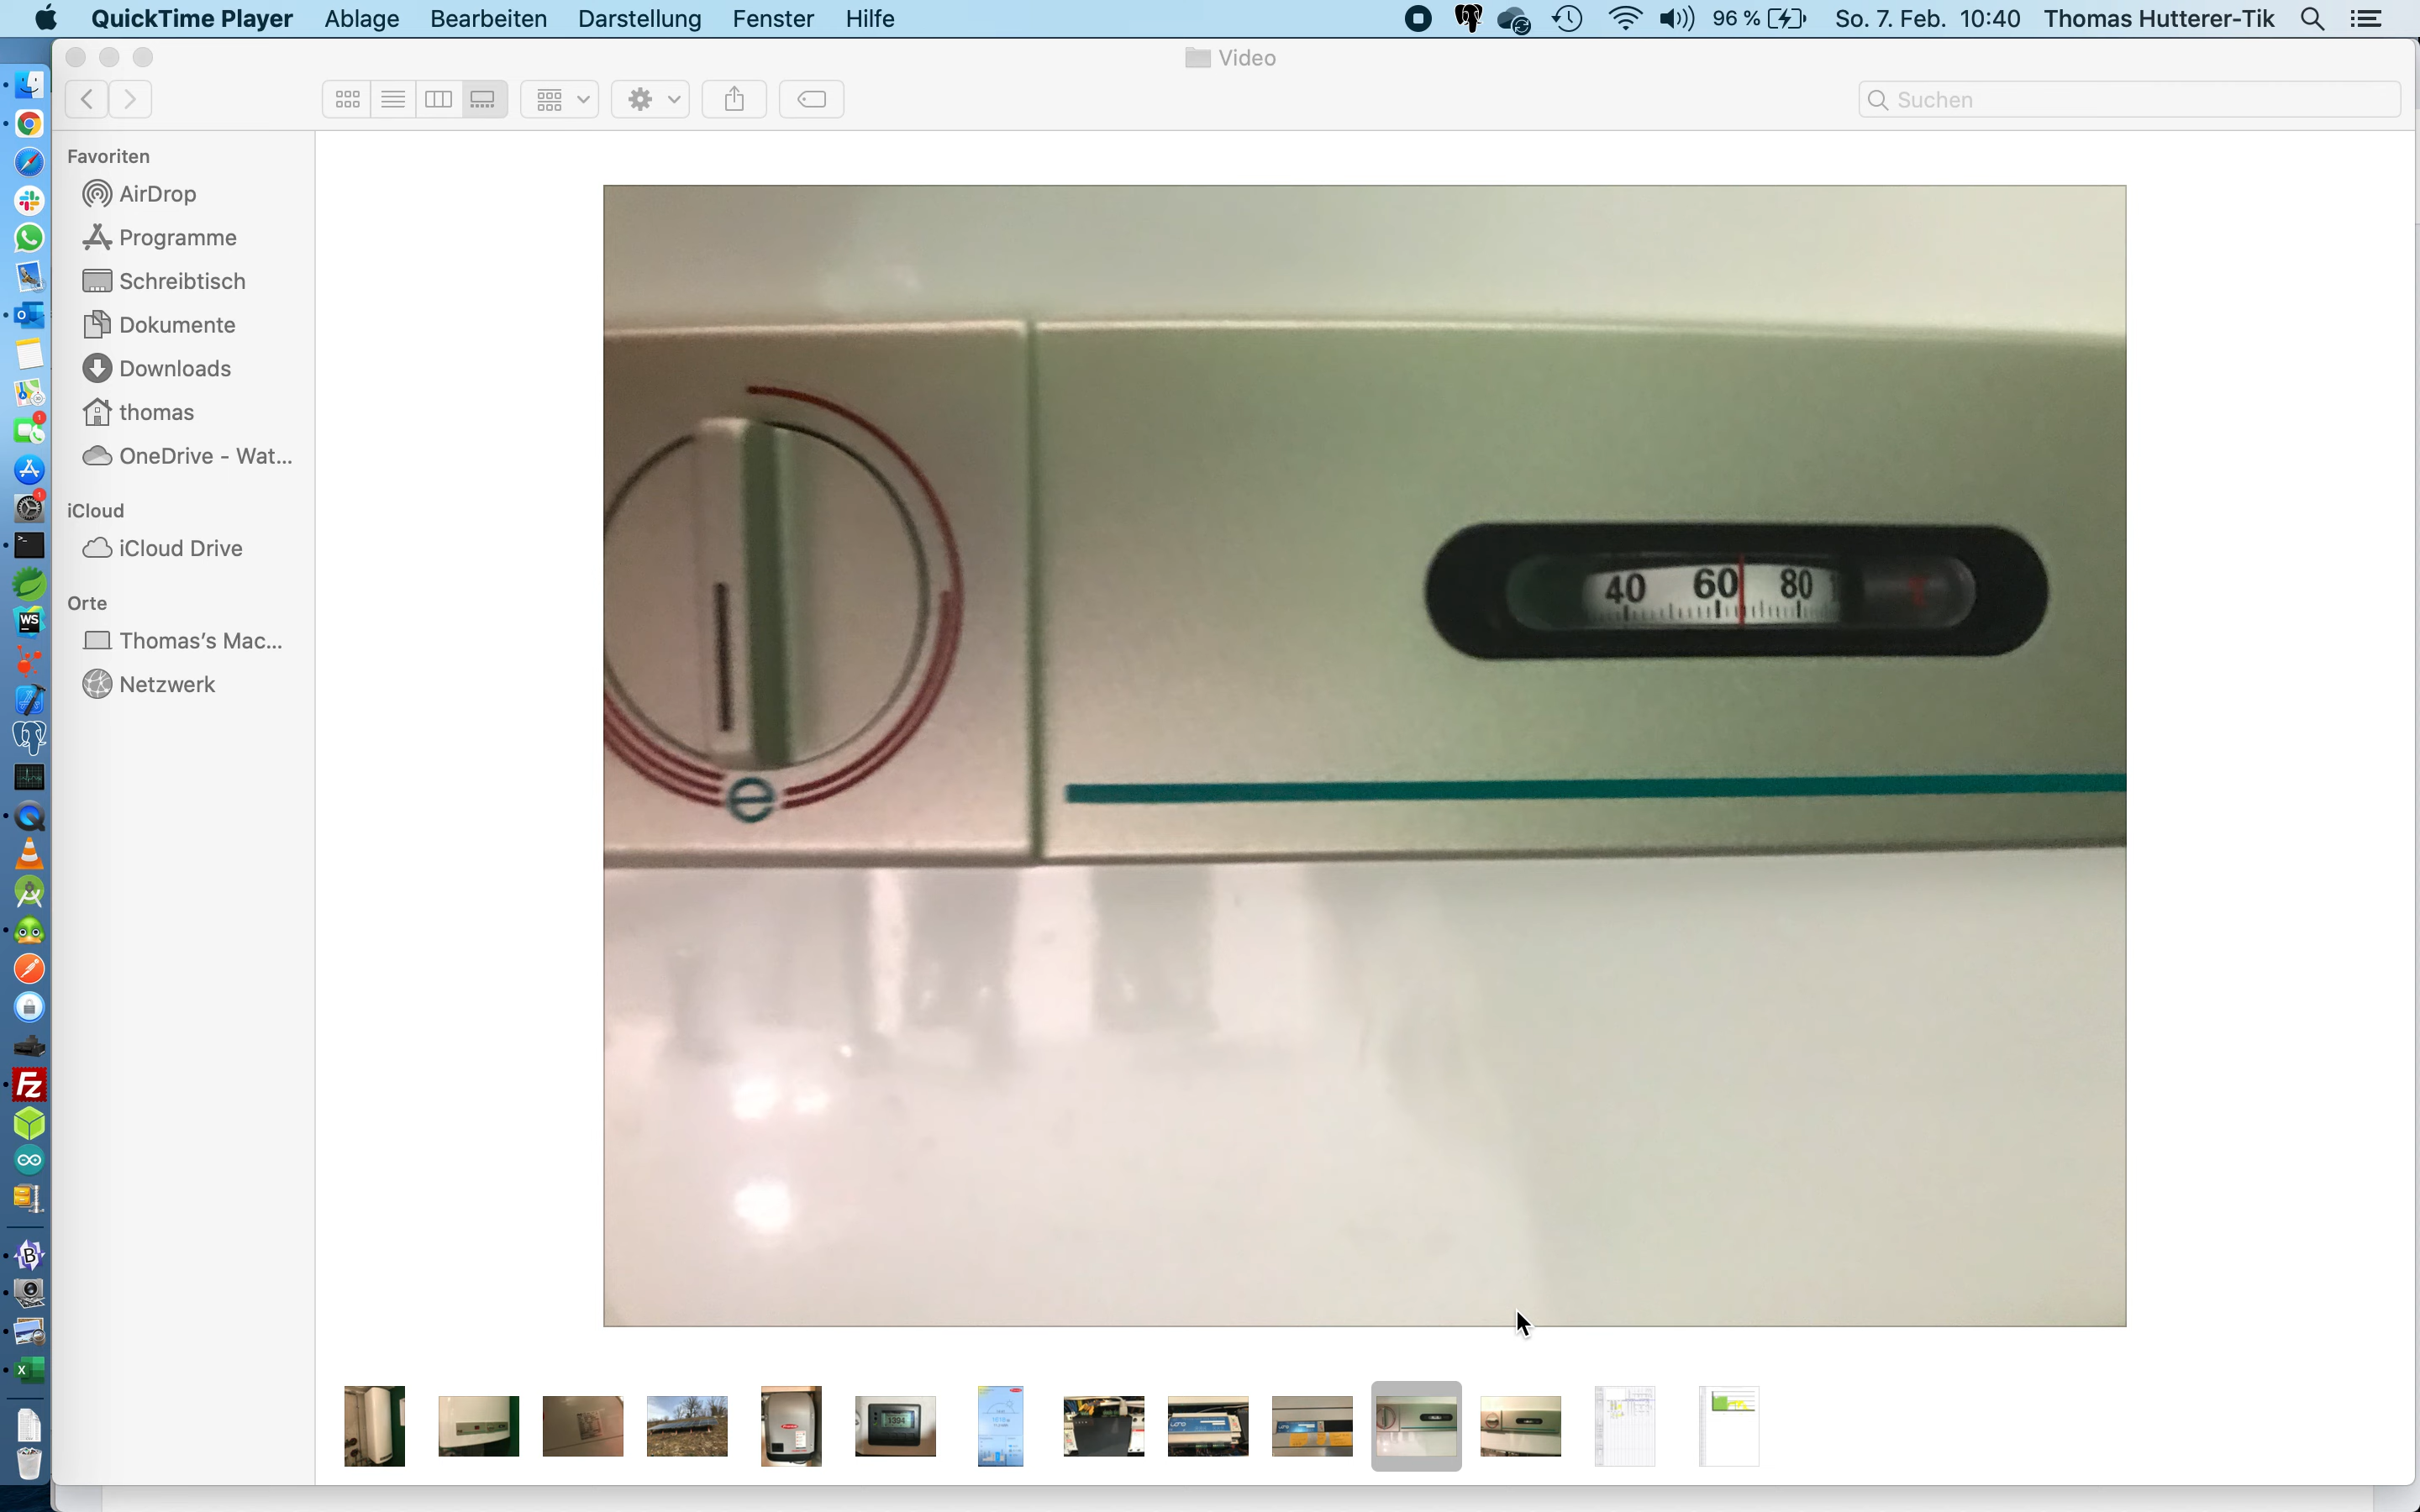 QuickTime Player Ablage Bearbeiten Darstellung Fenster Hilfe 96 % So. 7. Feb. 10:40 Thomas Hutterer-Tik
Video
Suchen
Favoriten
AirDrop
Programme
Schreibtisch
Dokumente
Downloads
thomas
OneDrive - Wat...
iCloud
iCloud Drive
Orte
Thomas's Mac...
Netzwerk
40 60 80
e